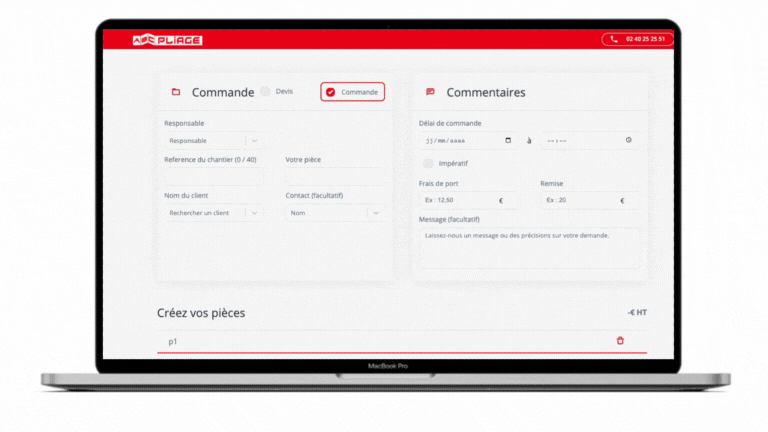 PLIAGE
02 40 25 25 51
Commande
Devis
Commande
Responsable
Responsable
Reference du chantier (0 / 40)
Votre pièce
Nom du client
Contact (facultatif)
Rechercher un client
Nom
Commentaires
Délai de commande
jj/mm/aaaa
à
--:--
Impératif
Frais de port
Remise
Ex : 12,50
€
Ex : 20
€
Message (facultatif)
Laissez-nous un message ou des précisions sur votre demande.
Créez vos pièces
-€ HT
p1
MacBook Pro